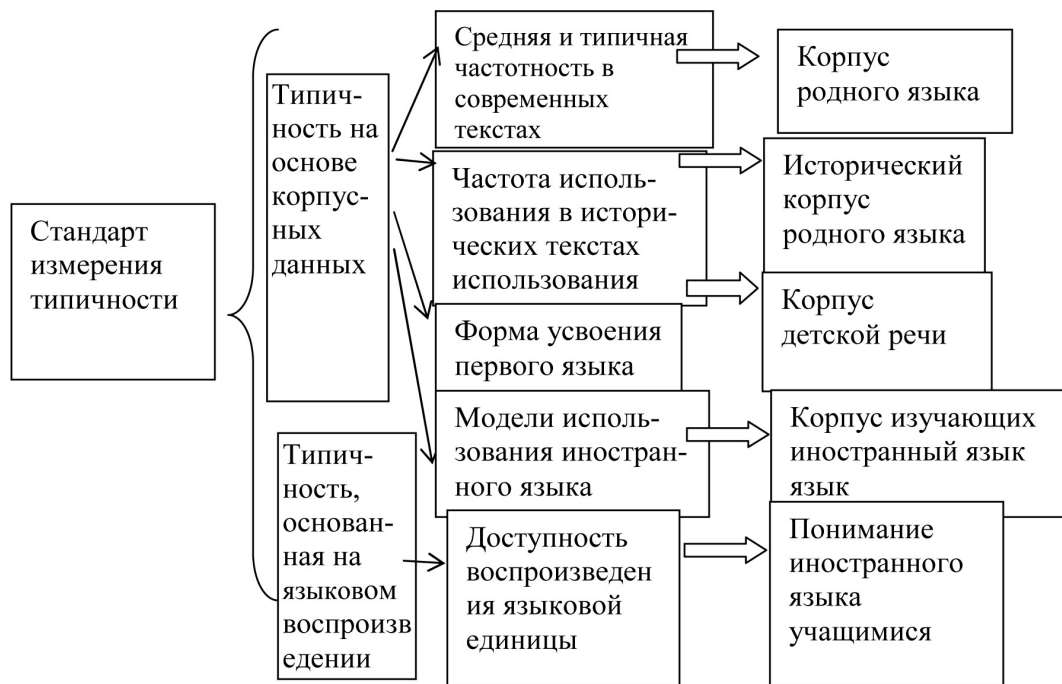 Стандарт
измерения
типичности
Типич-
ность на
основе
корпус-
ных
данных
Средняя и типичная
частотность в
современных
текстах
Корпус
родного языка
Частота исполь-
зования в истори-
ческих текстах
использования
Исторический
корпус
родного языка
Форма усвоения
первого языка
Корпус
детской речи
Модели исполь-
зования иностран-
ного языка
Корпус изучающих
иностранный язык
язык
Типич-
ность,
основан-
ная на
языковом
воспроизв
едении
Доступность
воспроизведен
ия языковой
единицы
Понимание
иностранного
языка
учащимися